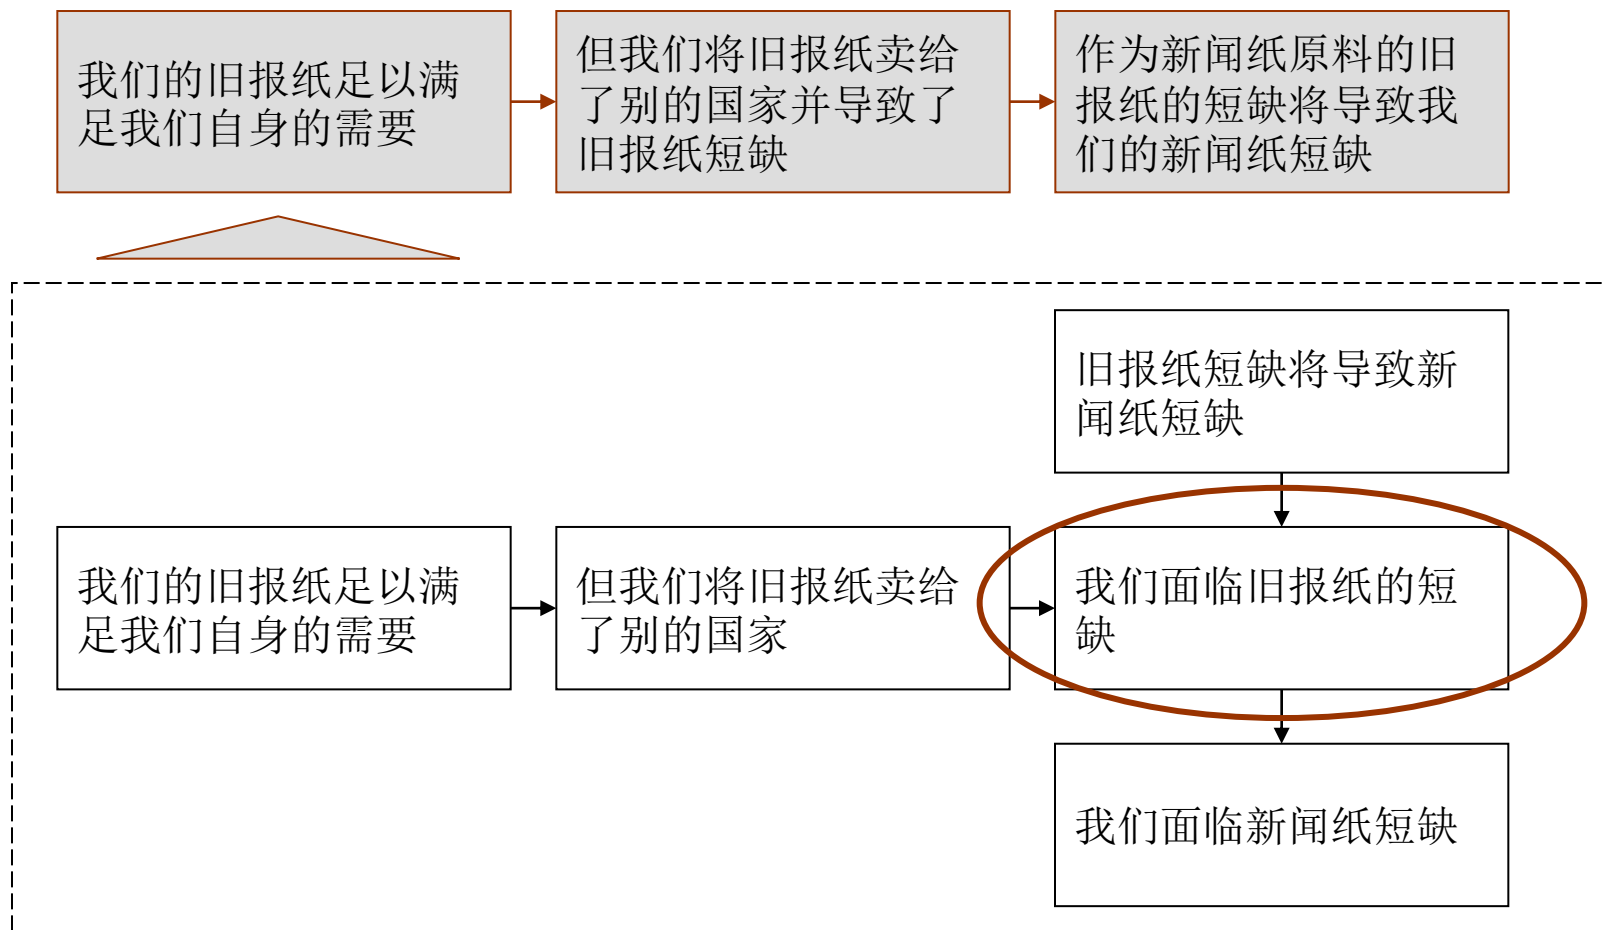 我们的旧报纸足以满
足我们自身的需要
但我们将旧报纸卖给
了别的国家并导致了
旧报纸短缺
作为新闻纸原料的旧
报纸的短缺将导致我
们的新闻纸短缺
旧报纸短缺将导致新
闻纸短缺
我们的旧报纸足以满
足我们自身的需要
但我们将旧报纸卖给
了别的国家
我们面临旧报纸的短
缺
我们面临新闻纸短缺